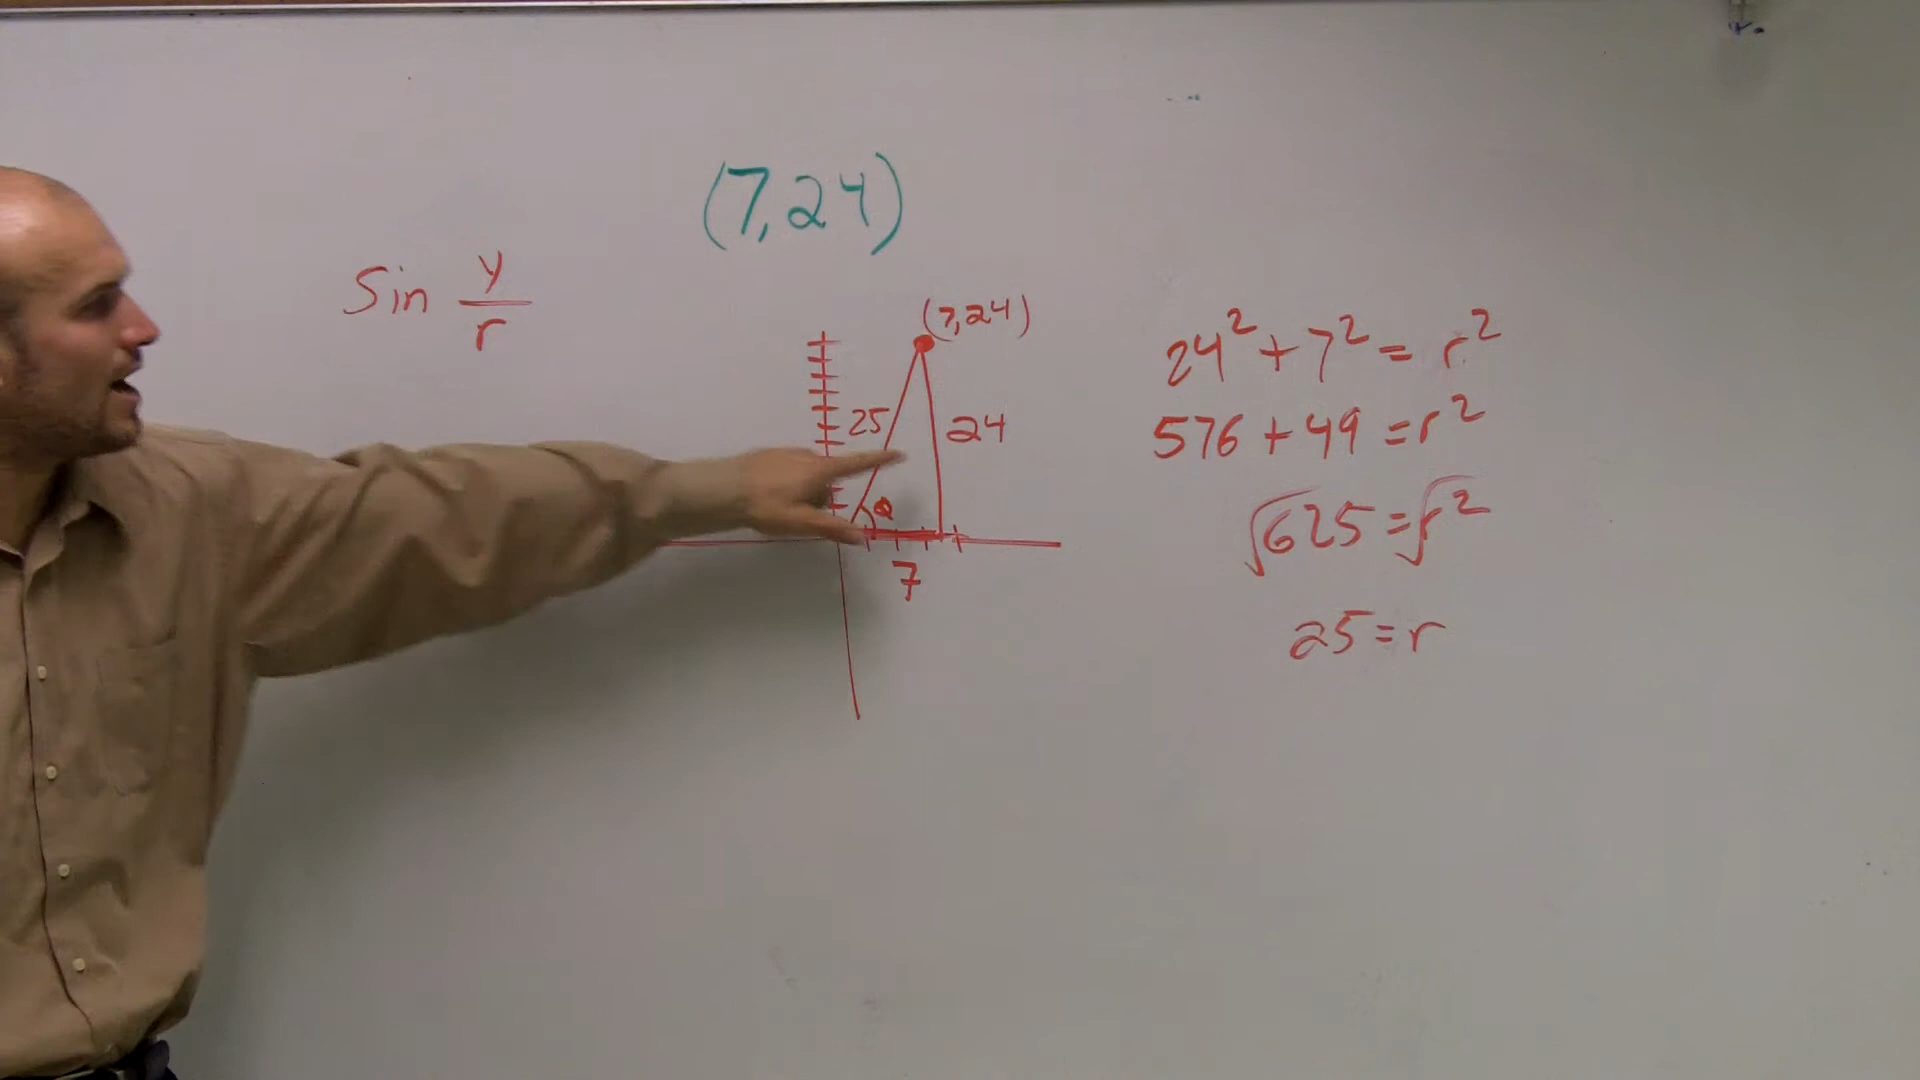 (7,24)
Sin y/r
(7,24)
25
24
θ
7
24² + 7² = r²
576 + 49 = r²
√625 = √r²
25 = r